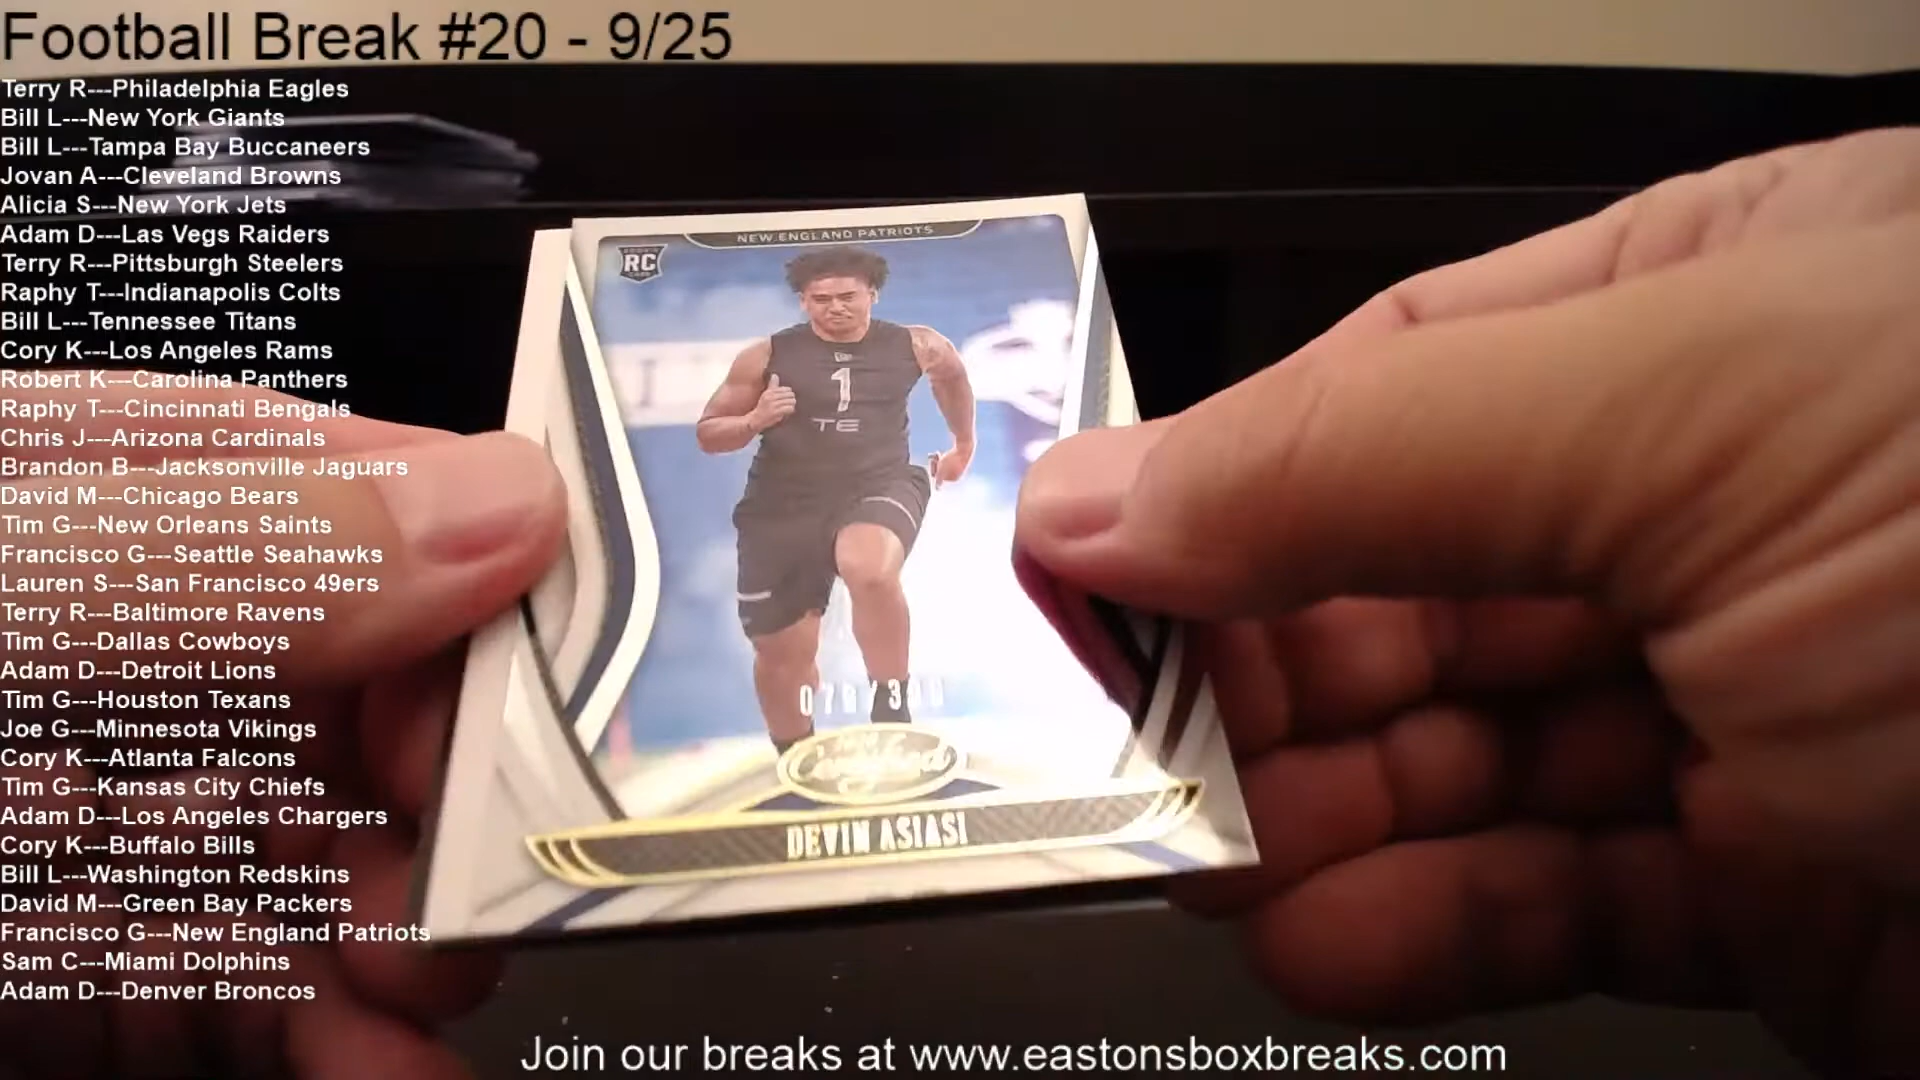 Football Break #20 - 9/25
Terry R---Philadelphia Eagles
Bill L---New York Giants
Bill L---Tampa Bay Buccaneers
Jovan A---Cleveland Browns
Alicia S---New York Jets
Adam D---Las Vegs Raiders
Terry R---Pittsburgh Steelers
Raphy T---Indianapolis Colts
Bill L---Tennessee Titans
Cory K---Los Angeles Rams
Robert K---Carolina Panthers
Raphy T---Cincinnati Bengals
Chris J---Arizona Cardinals
Brandon B---Jacksonville Jaguars
David M---Chicago Bears
Tim G---New Orleans Saints
Francisco G---Seattle Seahawks
Lauren S---San Francisco 49ers
Terry R---Baltimore Ravens
Tim G---Dallas Cowboys
Adam D---Detroit Lions
Tim G---Houston Texans
Joe G---Minnesota Vikings
Cory K---Atlanta Falcons
Tim G---Kansas City Chiefs
Adam D---Los Angeles Chargers
Cory K---Buffalo Bills
Bill L---Washington Redskins
David M---Green Bay Packers
Francisco G---New England Patriots
Sam C---Miami Dolphins
Adam D---Denver Broncos
NEW ENGLAND PATRIOTS
RC
1
TE
Certified
DEVIN ASIASI
Join our breaks at www.eastonsboxbreaks.com